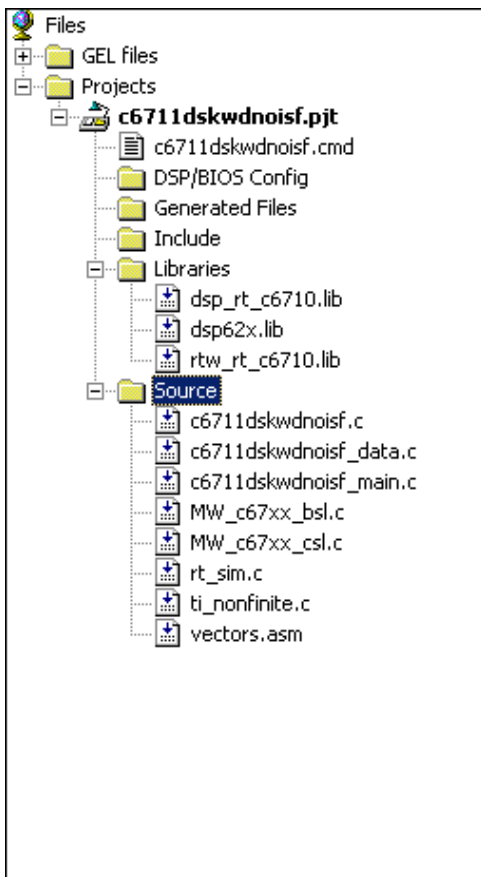 Files
GEL files
Projects
c6711dskwdnoisf.pjt
c6711dskwdnoisf.cmd
DSP/BIOS Config
Generated Files
Include
Libraries
dsp_rt_c6710.lib
dsp62x.lib
rtw_rt_c6710.lib
Source
c6711dskwdnoisf.c
c6711dskwdnoisf_data.c
c6711dskwdnoisf_main.c
MW_c67xx_bsl.c
MW_c67xx_csl.c
rt_sim.c
ti_nonfinite.c
vectors.asm